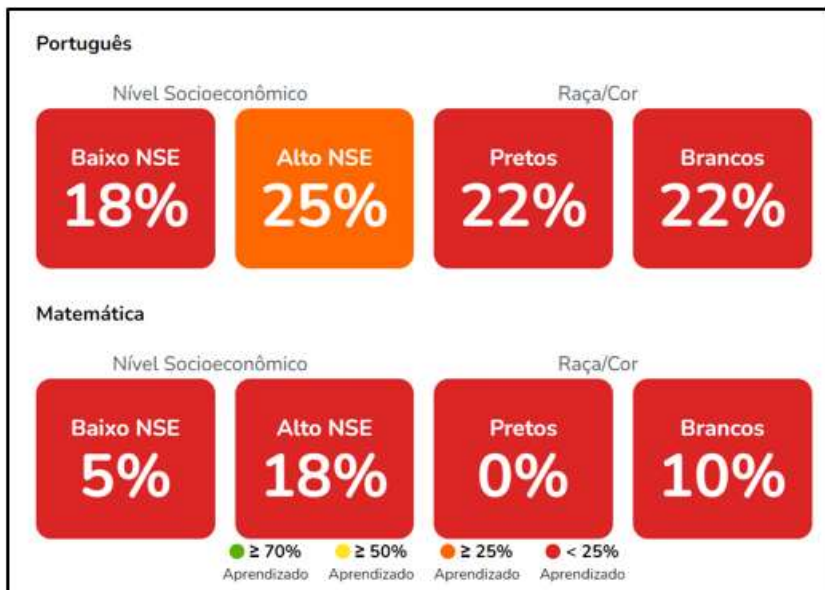 Português
Nível Socioeconômico Raça/Cor
Baixo NSE Alto NSE Pretos Brancos
18% 25% 22% 22%
Matemática
Nível Socioeconômico Raça/Cor
Baixo NSE Alto NSE Pretos Brancos
5% 18% 0% 10%
≥ 70% ≥ 50% ≥ 25% < 25%
Aprendizado Aprendizado Aprendizado Aprendizado